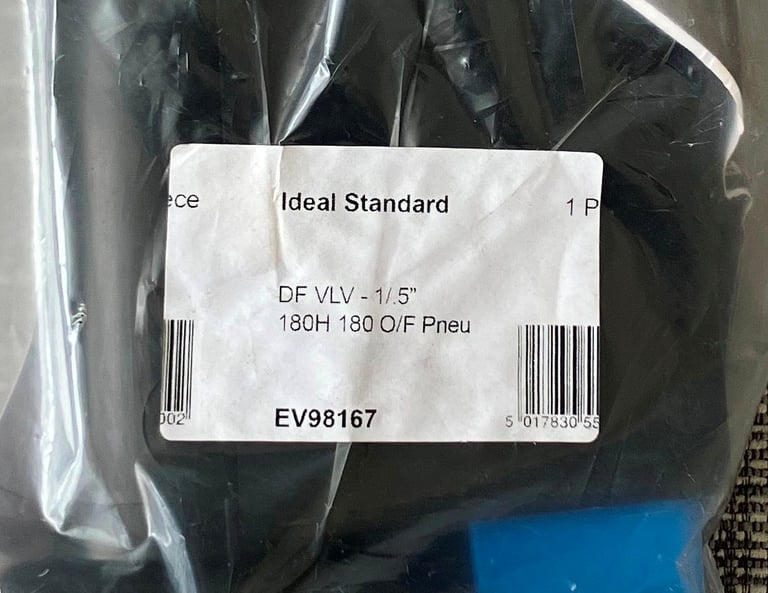 ece Ideal Standard 1 P
DF VLV - 1/.5"
180H 180 O/F Pneu
002 EV98167 5 017830 55